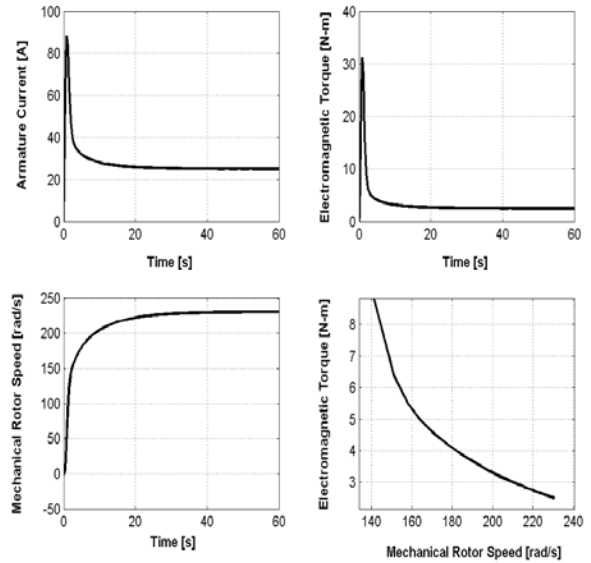 Armature Current [A]
100
80
60
40
20
0
0 20 40 60
Time [s]
Electromagnetic Torque [N-m]
40
30
20
10
0
0 20 40 60
Time [s]
Mechanical Rotor Speed [rad/s]
250
200
150
100
50
0
-50
0 20 40 60
Time [s]
Electromagnetic Torque [N-m]
8
7
6
5
4
3
140 160 180 200 220 240
Mechanical Rotor Speed [rad/s]